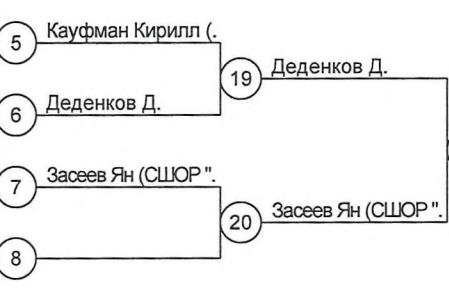 5 Кауфман Кирилл (.
19 Деденков Д.
6 Деденков Д.
7 Засеев Ян (СШОР ".
20 Засеев Ян (СШОР ".
8